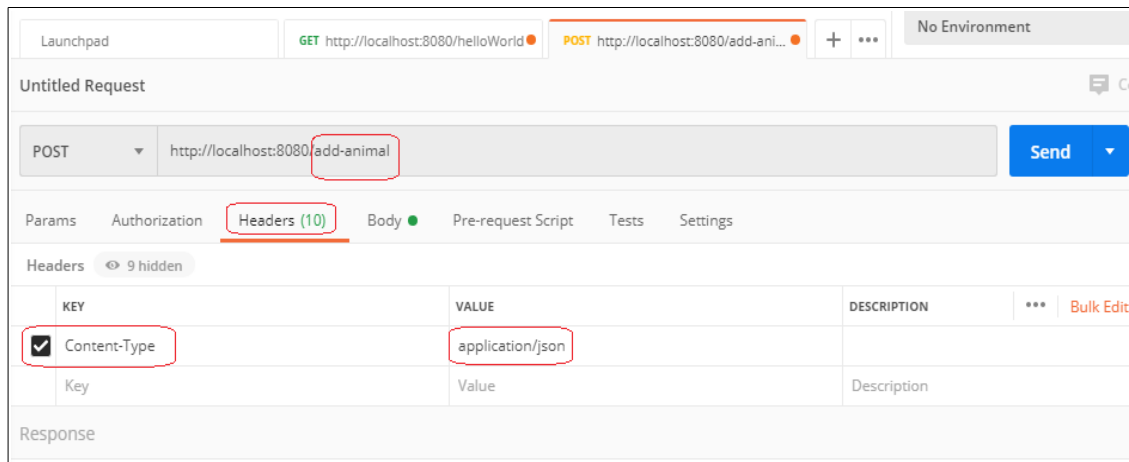 Launchpad
GET http://localhost:8080/helloWorld
POST http://localhost:8080/add-ani...
+ •••
No Environment
Untitled Request
POST
http://localhost:8080/add-animal
Send
Params Authorization Headers (10) Body Pre-request Script Tests Settings
Headers 9 hidden
KEY VALUE DESCRIPTION ••• Bulk Edit
Content-Type application/json
Key Value Description
Response